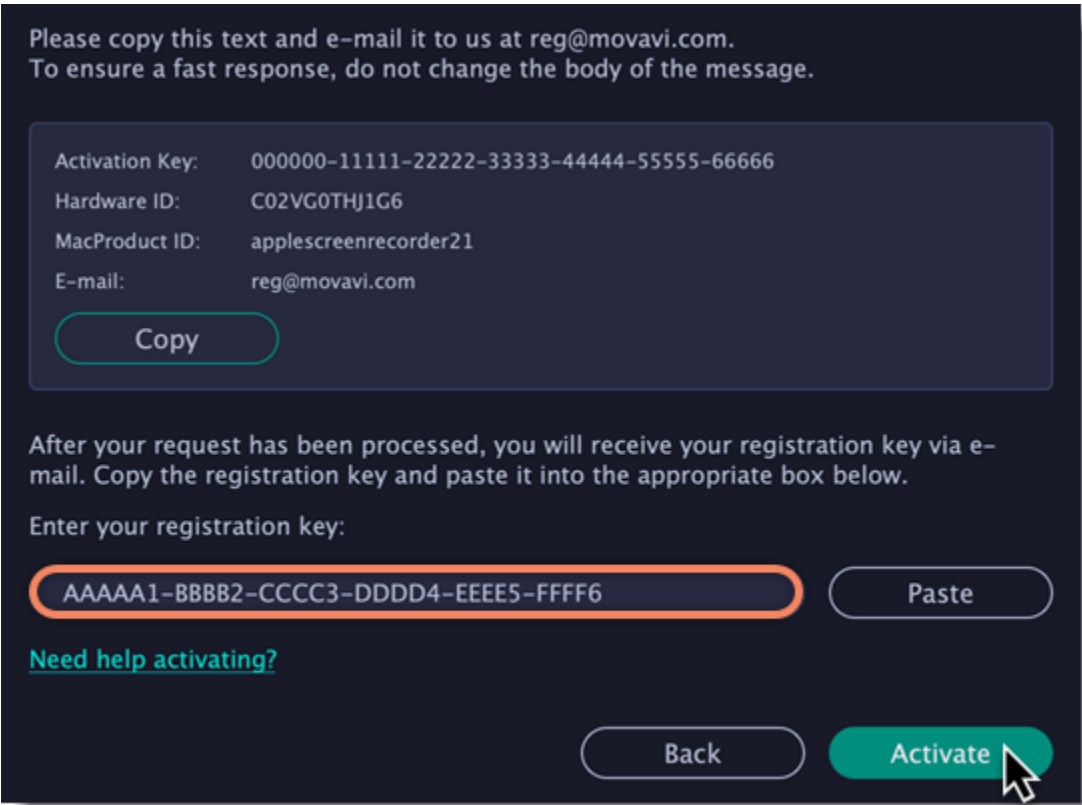 Please copy this text and e-mail it to us at reg@movavi.com.
To ensure a fast response, do not change the body of the message.
Activation Key: 000000-11111-22222-33333-44444-55555-66666
Hardware ID: C02VG0THJ1G6
MacProduct ID: applescreenrecorder21
E-mail: reg@movavi.com
Copy
After your request has been processed, you will receive your registration key via e-
mail. Copy the registration key and paste it into the appropriate box below.
Enter your registration key:
AAAAA1-BBBB2-CCCC3-DDDD4-EEEE5-FFFF6 Paste
Need help activating?
Back Activate